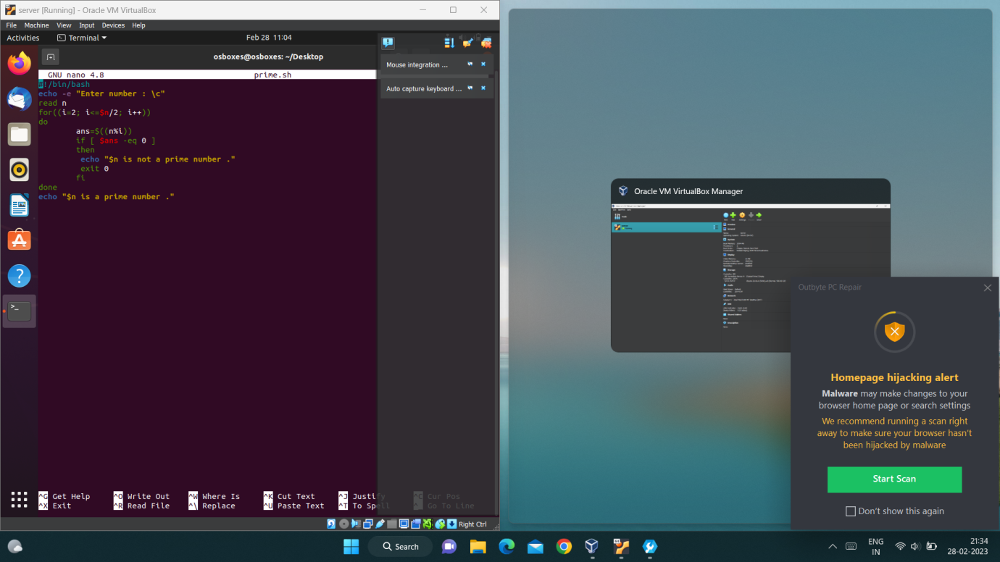 server [Running] - Oracle VM VirtualBox
File Machine View Input Devices Help
Activities Terminal Feb 28 11:04
osboxes@osboxes: ~/Desktop
GNU nano 4.8 prime.sh
#!/bin/bash
echo -e "Enter number : \c"
read n
for((i=2; i<=$n/2; i++))
do
ans=$((n%i))
if [ $ans -eq 0 ]
then
echo "$n is not a prime number ."
exit 0
fi
done
echo "$n is a prime number ."
^G Get Help ^O Write Out ^W Where Is ^K Cut Text ^J Justify ^C Cur Pos
^X Exit ^R Read File ^\ Replace ^U Paste Text ^T To Spell Go To Line
Mouse integration ...
Auto capture keyboard ...
Right Ctrl
Oracle VM VirtualBox Manager
Outbyte PC Repair
Homepage hijacking alert
Malware may make changes to your
browser home page or search settings
We recommend running a scan right
away to make sure your browser hasn't
been hijacked by malware
Start Scan
Don't show this again
Search
ENG
IN
21:34
28-02-2023